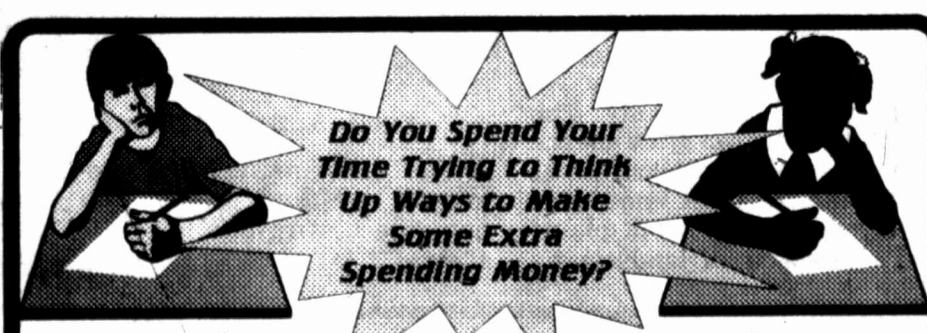 Do You Spend Your
Time Trying to Think
Up Ways to Make
Some Extra
Spending Money?